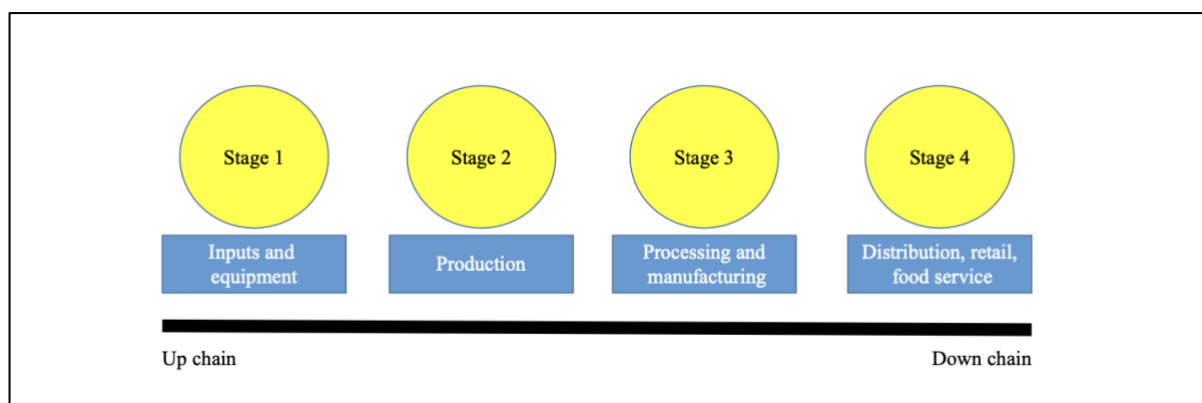 Stage 1
Stage 2
Stage 3
Stage 4
Inputs and
equipment
Production
Processing and
manufacturing
Distribution, retail,
food service
Up chain
Down chain